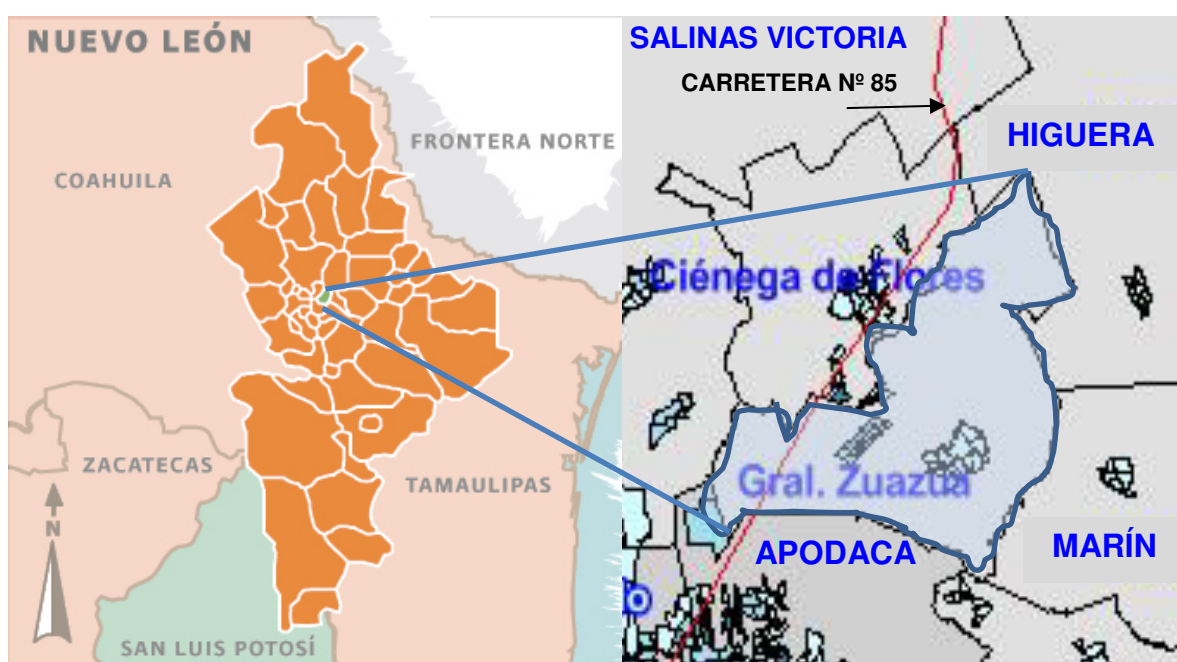 NUEVO LEÓN
FRONTERA NORTE
COAHUILA
ZACATECAS
TAMAULIPAS
N
SAN LUIS POTOSÍ
SALINAS VICTORIA
CARRETERA Nº 85
HIGUERA
Ciénega de Flores
Gral. Zuazua
APODACA
MARÍN